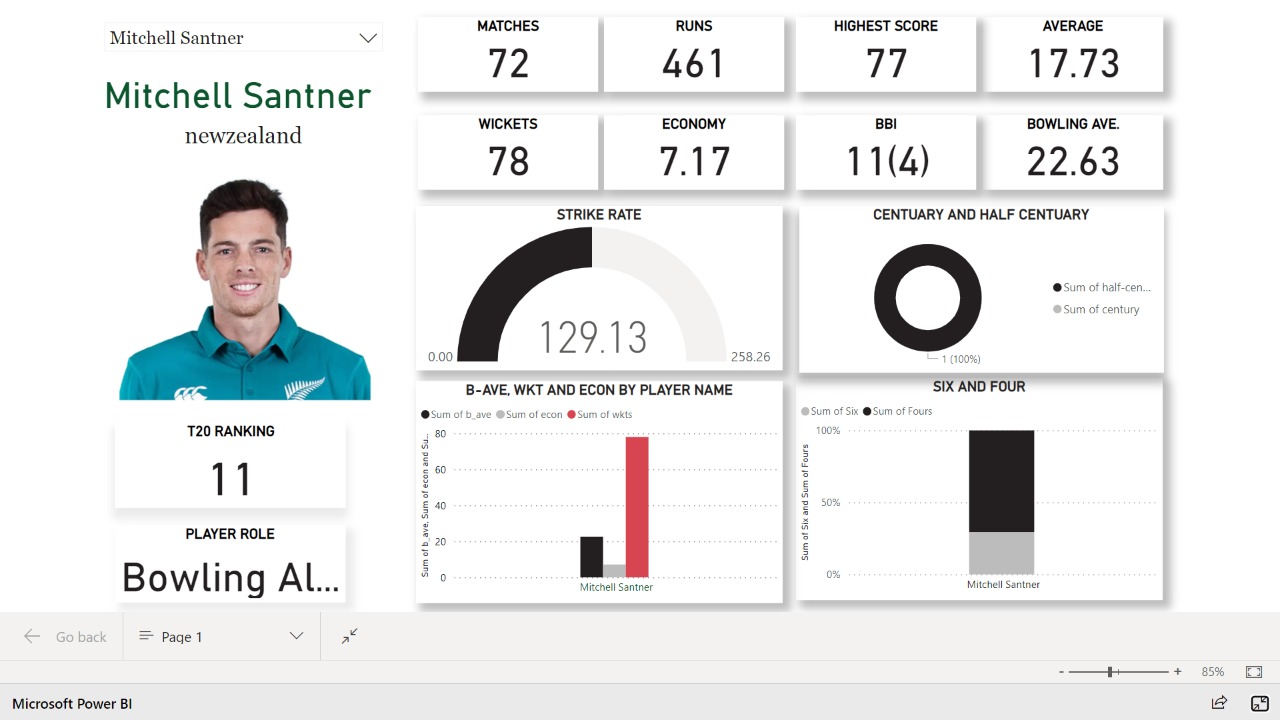 Mitchell Santner
Mitchell Santner
newzealand
T20 RANKING
11
PLAYER ROLE
Bowling Al...
MATCHES
72
RUNS
461
HIGHEST SCORE
77
AVERAGE
17.73
WICKETS
78
ECONOMY
7.17
BBI
11(4)
BOWLING AVE.
22.63
STRIKE RATE
129.13
0.00
258.26
CENTUARY AND HALF CENTUARY
Sum of half-cen...
Sum of century
1 (100%)
B-AVE, WKT AND ECON BY PLAYER NAME
Sum of b_ave Sum of econ Sum of wkts
Sum of b_ave, Sum of econ and Su...
80
60
40
20
0
Mitchell Santner
SIX AND FOUR
Sum of Six Sum of Fours
Sum of Six and Sum of Fours
100%
50%
0%
Mitchell Santner
Go back
Page 1
- + 85%
Microsoft Power BI